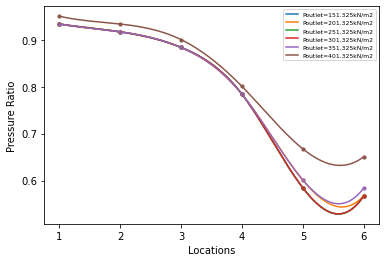 Pressure Ratio
0.9
0.8
0.7
0.6
Poutlet=151.325kN/m2
Poutlet=201.325kN/m2
Poutlet=251.325kN/m2
Poutlet=301.325kN/m2
Poutlet=351.325kN/m2
Poutlet=401.325kN/m2
1 2 3 4 5 6
Locations